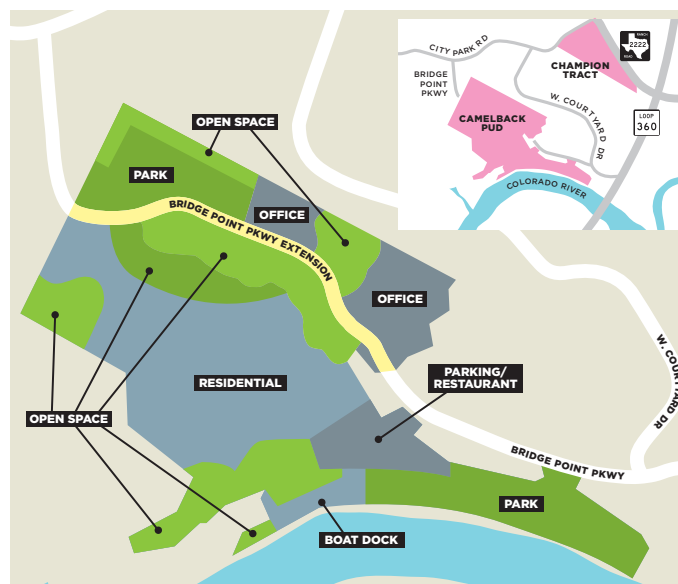 OPEN SPACE
PARK
OFFICE
BRIDGE POINT PKWY EXTENSION
OFFICE
RESIDENTIAL
PARKING/
RESTAURANT
OPEN SPACE
BRIDGE POINT PKWY
PARK
BOAT DOCK
W. COURTYARD DR
CITY PARK RD
BRIDGE
POINT
PKWY
CHAMPION
TRACT
RANCH
2222
ROAD
W. COURTYARD DR
LOOP
360
CAMELBACK
PUD
COLORADO RIVER